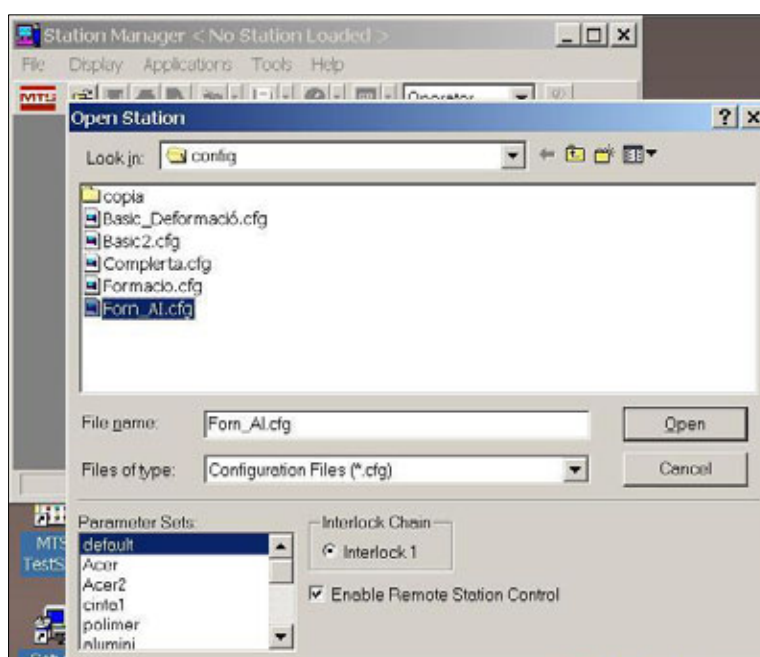 Station Manager < No Station Loaded >
File Display Applications Tools Help
MTS
Operator
Open Station
Look in: config
copia
Basic_Deformació.cfg
Basic2.cfg
Complerta.cfg
Formacio.cfg
Forn_Al.cfg
File name: Forn_Al.cfg
Open
Files of type: Configuration Files (*.cfg)
Cancel
Parameter Sets:
Interlock Chain
default
Interlock 1
Acer
Acer2
Enable Remote Station Control
cinta1
polimer
alumini
MTS